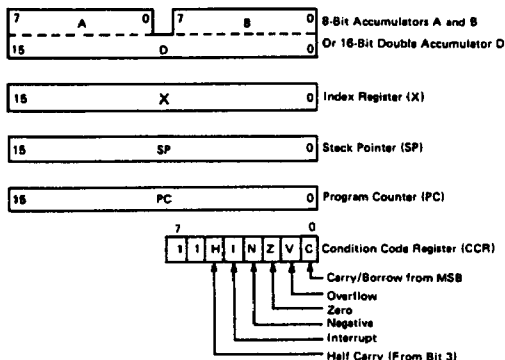 7 A 0 7 B 0 8-Bit Accumulators A and B
15 D 0 Or 16-Bit Double Accumulator D
15 X 0 Index Register (X)
15 SP 0 Stack Pointer (SP)
15 PC 0 Program Counter (PC)
7 0
1 1 H I N Z V C Condition Code Register (CCR)
Carry/Borrow from MSB
Overflow
Zero
Negative
Interrupt
Half Carry (From Bit 3)